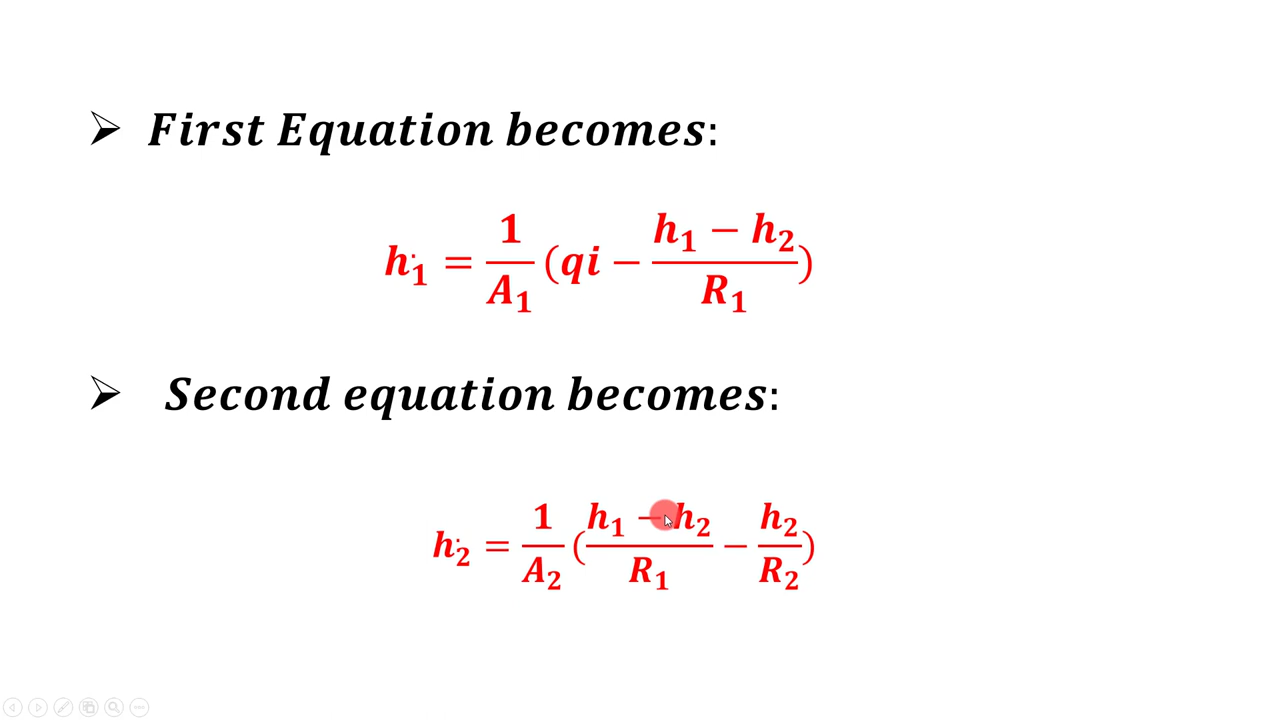 ➢ First Equation becomes:
ḣ₁ = 1/A₁ (qi − (h₁ − h₂)/R₁)
➢ Second equation becomes:
ḣ₂ = 1/A₂ ((h₁ − h₂)/R₁ − h₂/R₂)